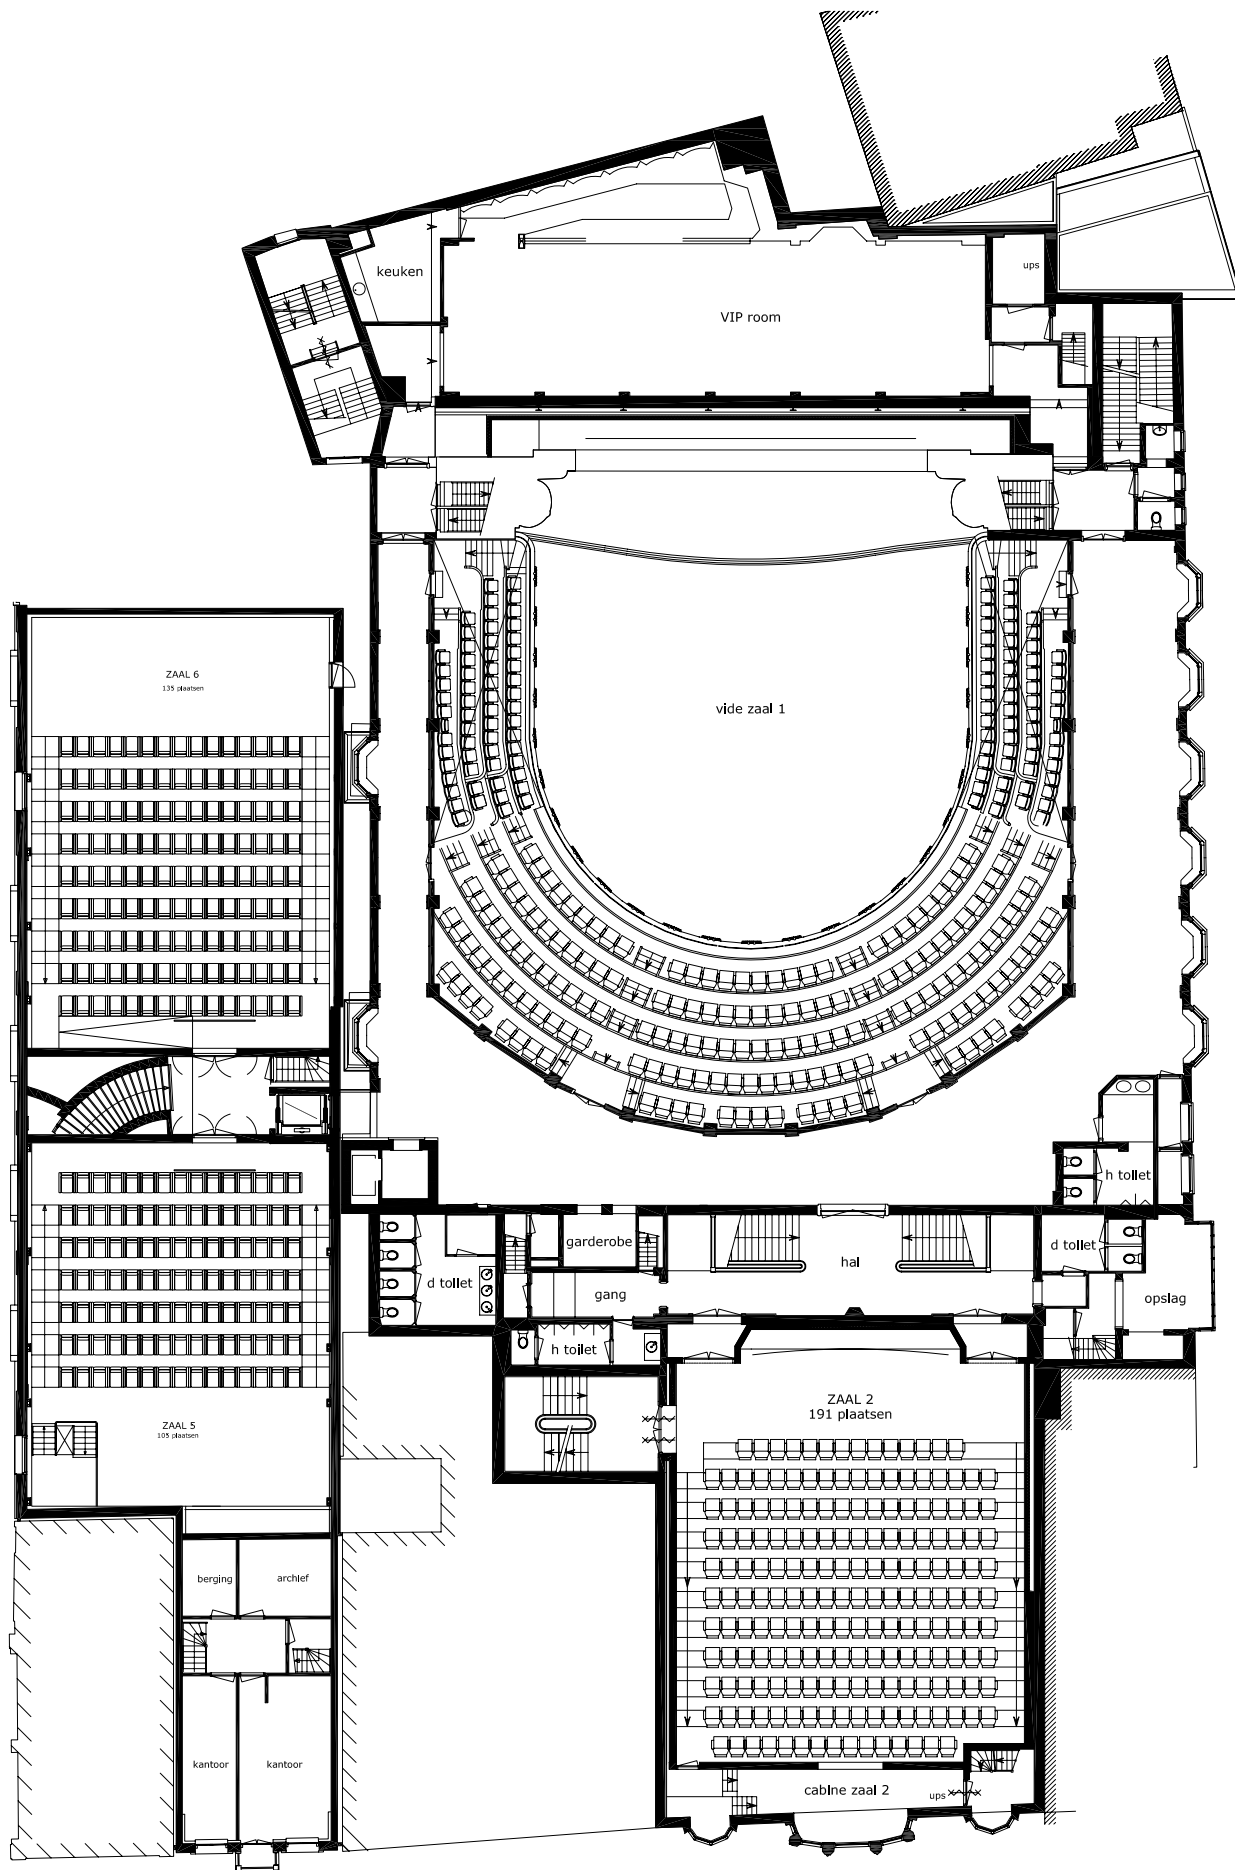 keuken
ups
VIP room
ZAAL 6
135 plaatsen
vide zaal 1
h toilet
garderobe
d toilet
hal
d toilet
gang
opslag
h toilet
ZAAL 2
191 plaatsen
ZAAL 5
105 plaatsen
berging
archief
kantoor
kantoor
cabine zaal 2
ups